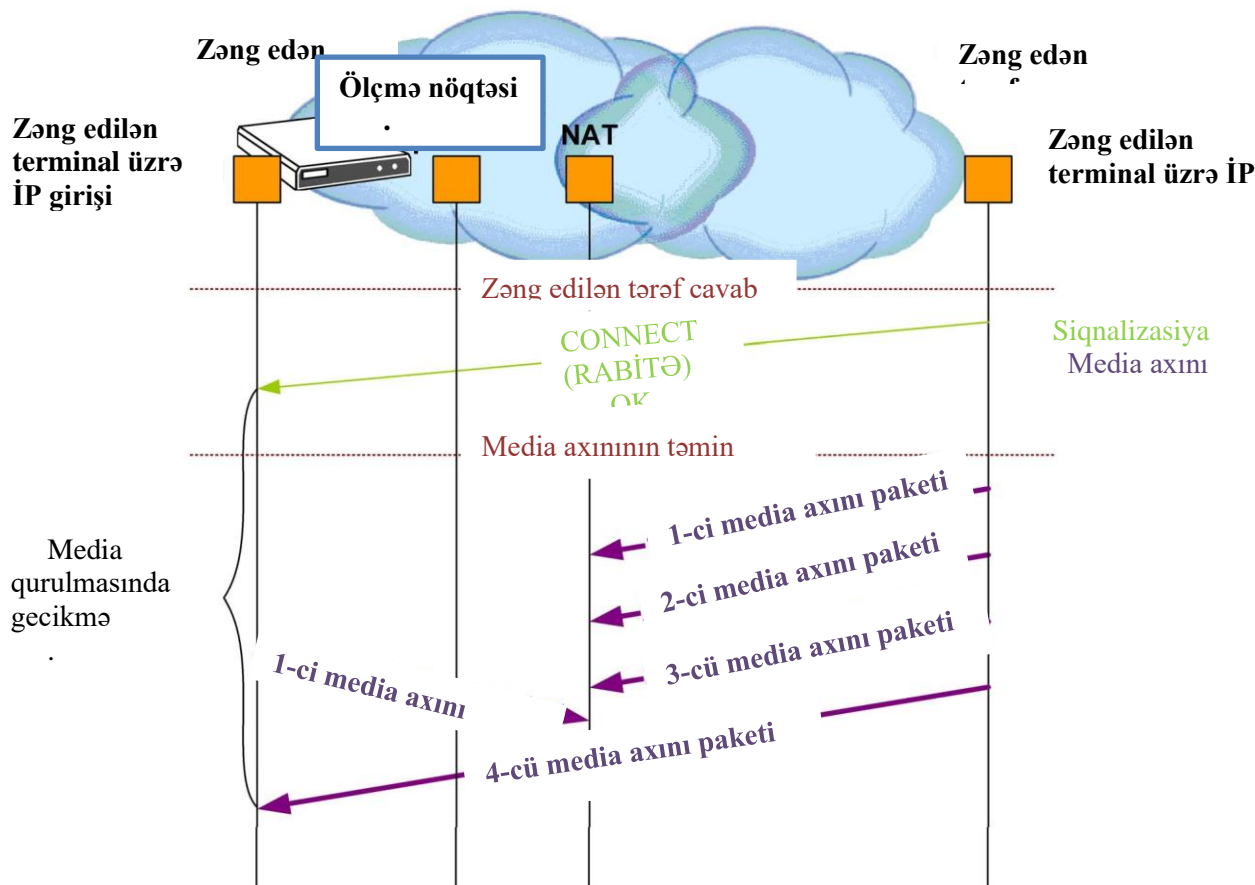 Zəng edən
Zəng edən
Ölçmə nöqtəsi
.
NAT
Zəng edilən
terminal üzrə
İP girişi
Zəng edilən
terminal üzrə İP
Zəng edilən tərəf cavab
CONNECT
(RABİTƏ)
OK
Siqnalizasiya
Media axını
Media axınının təmin
1-ci media axını paketi
2-ci media axını paketi
3-cü media axını paketi
Media
qurulmasında
gecikmə
.
1-ci media axını
4-cü media axını paketi